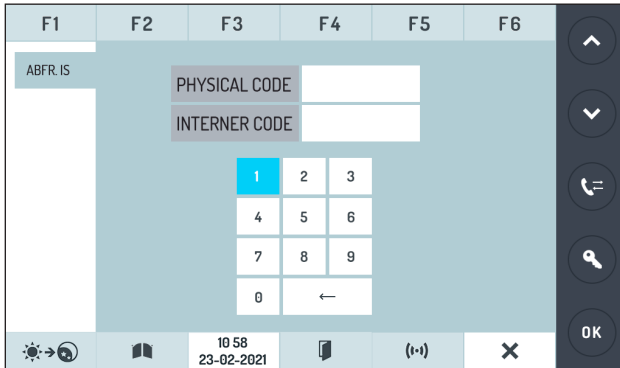 F1 F2 F3 F4 F5 F6
ABFR. IS
PHYSICAL CODE
INTERNER CODE
1 2 3
4 5 6
7 8 9
0 ←
10 58
23-02-2021
OK